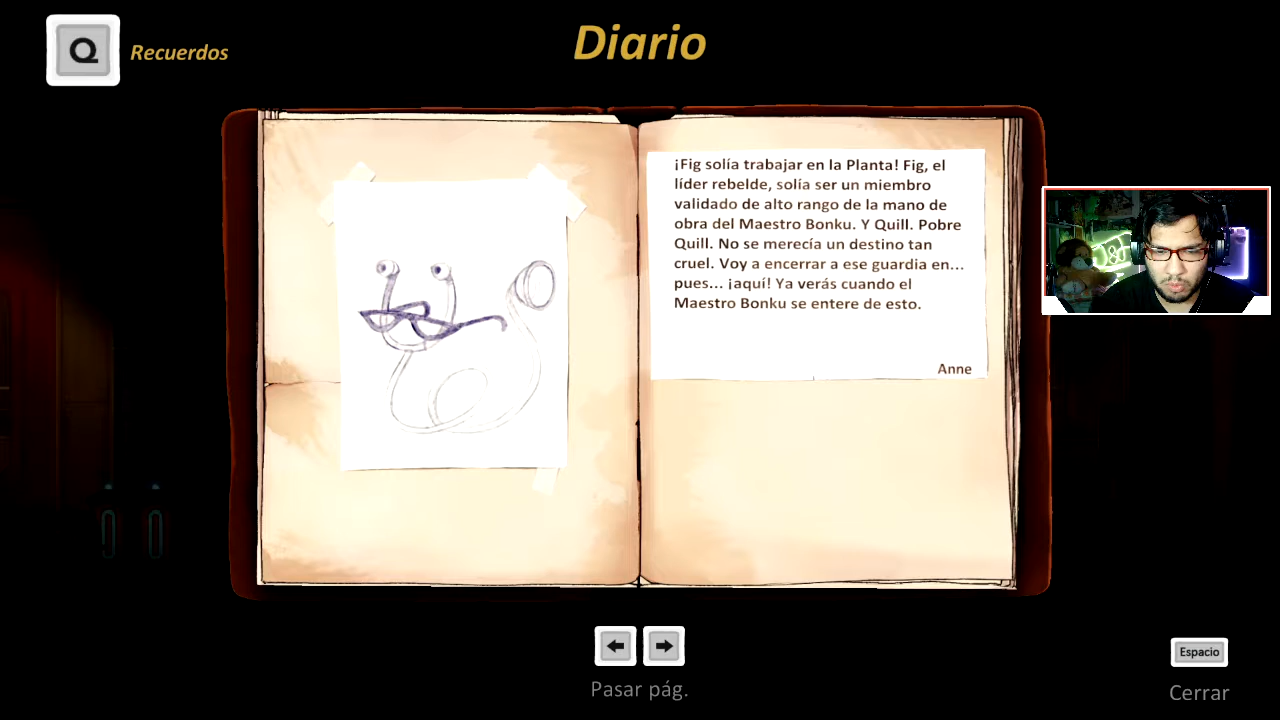 Q
Recuerdos
Diario
¡Fig solía trabajar en la Planta! Fig, el
líder rebelde, solía ser un miembro
validado de alto rango de la mano de
obra del Maestro Bonku. Y Quill. Pobre
Quill. No se merecía un destino tan
cruel. Voy a encerrar a ese guardia en...
pues... ¡aquí! Ya verás cuando el
Maestro Bonku se entere de esto.
Anne
Pasar pág.
Espacio
Cerrar